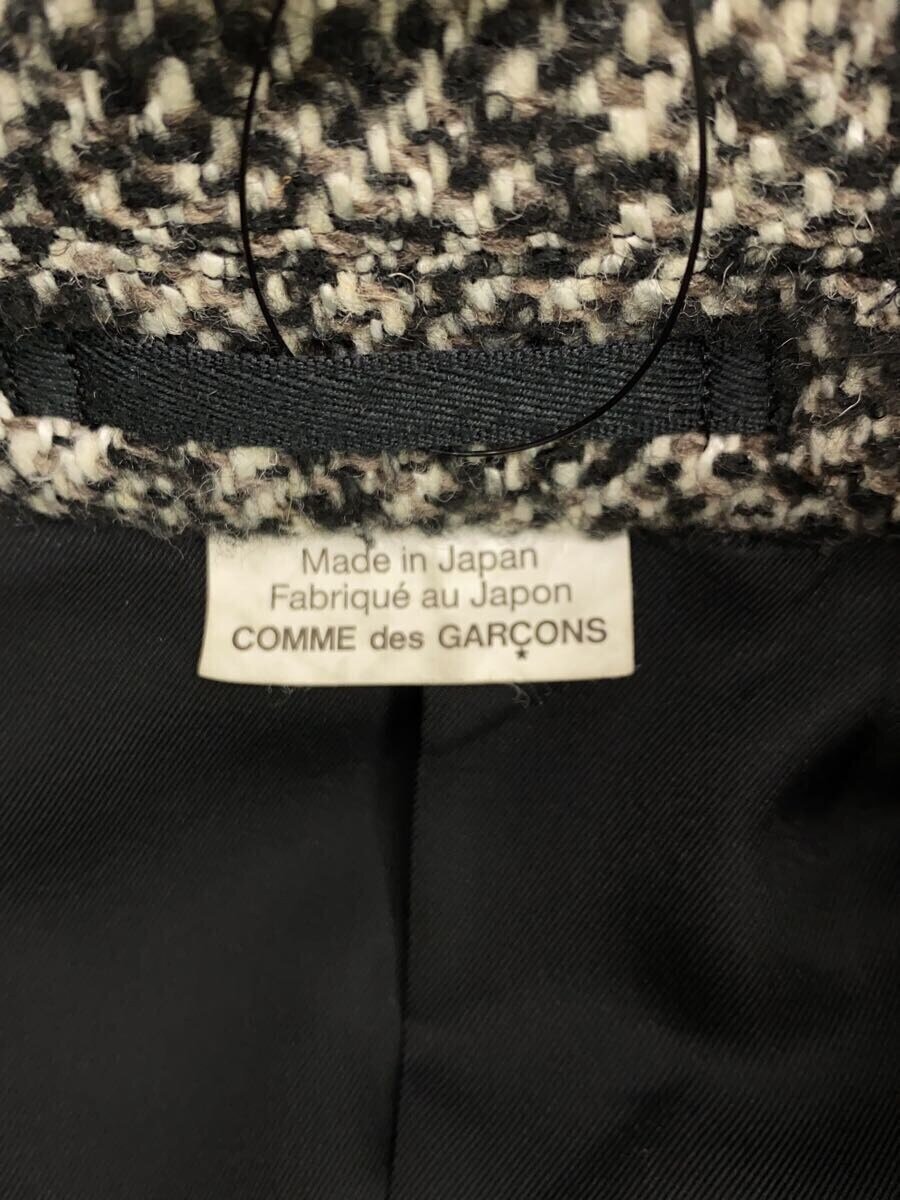 Made in Japan
Fabriqué au Japon
COMME des GARÇONS